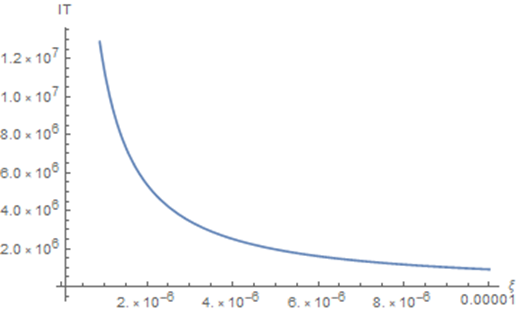 IT
1.2 × 10⁷
1.0 × 10⁷
8.0 × 10⁶
6.0 × 10⁶
4.0 × 10⁶
2.0 × 10⁶
ξ
2. × 10⁻⁶ 4. × 10⁻⁶ 6. × 10⁻⁶ 8. × 10⁻⁶ 0.00001